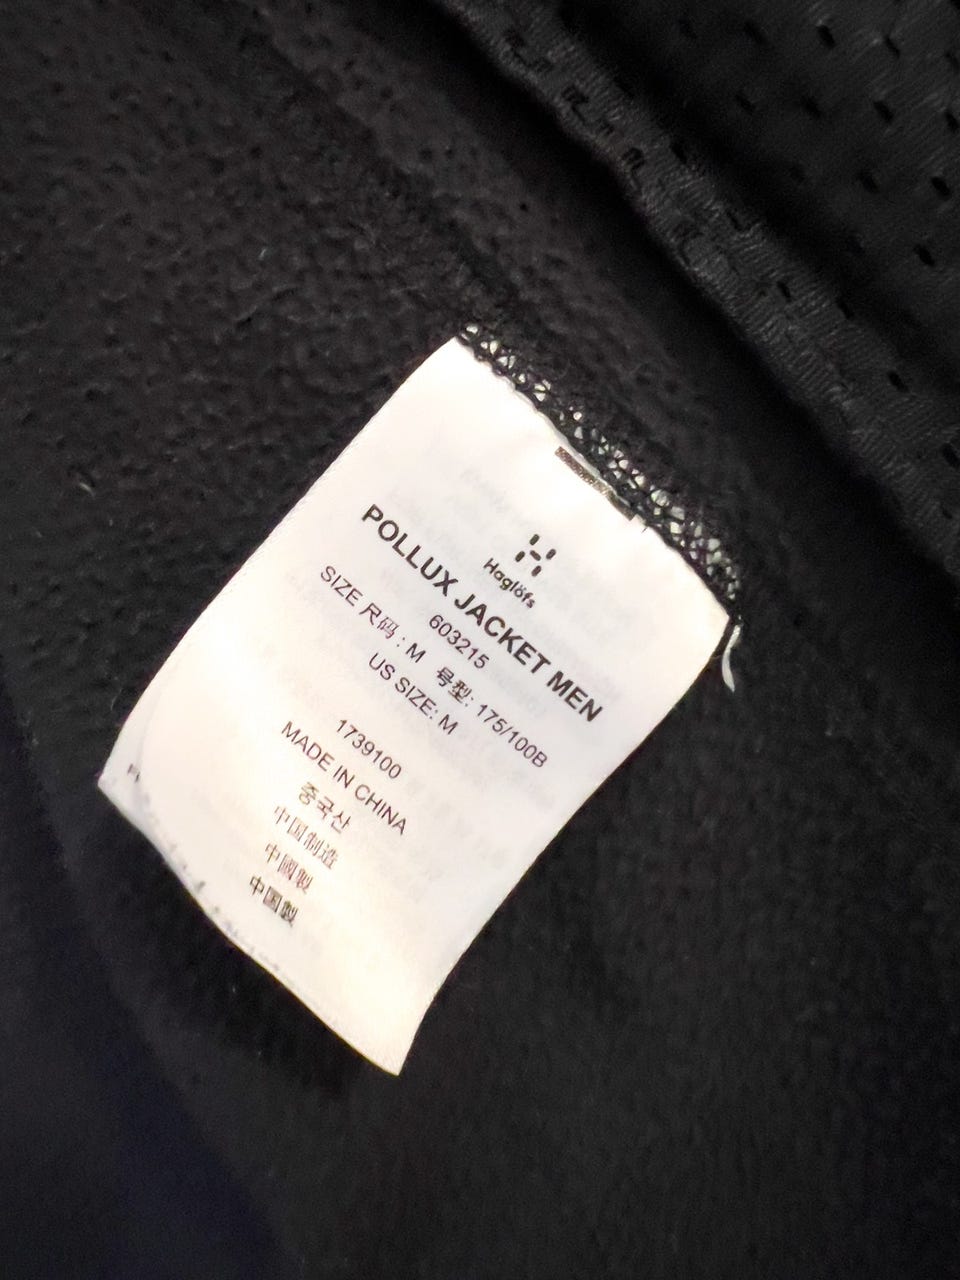 Haglöfs
POLLUX JACKET MEN
603215
SIZE 尺码 : M 号型: 175/100B
US SIZE: M
1739100
MADE IN CHINA
중국산
中国制造
中國製
中国製